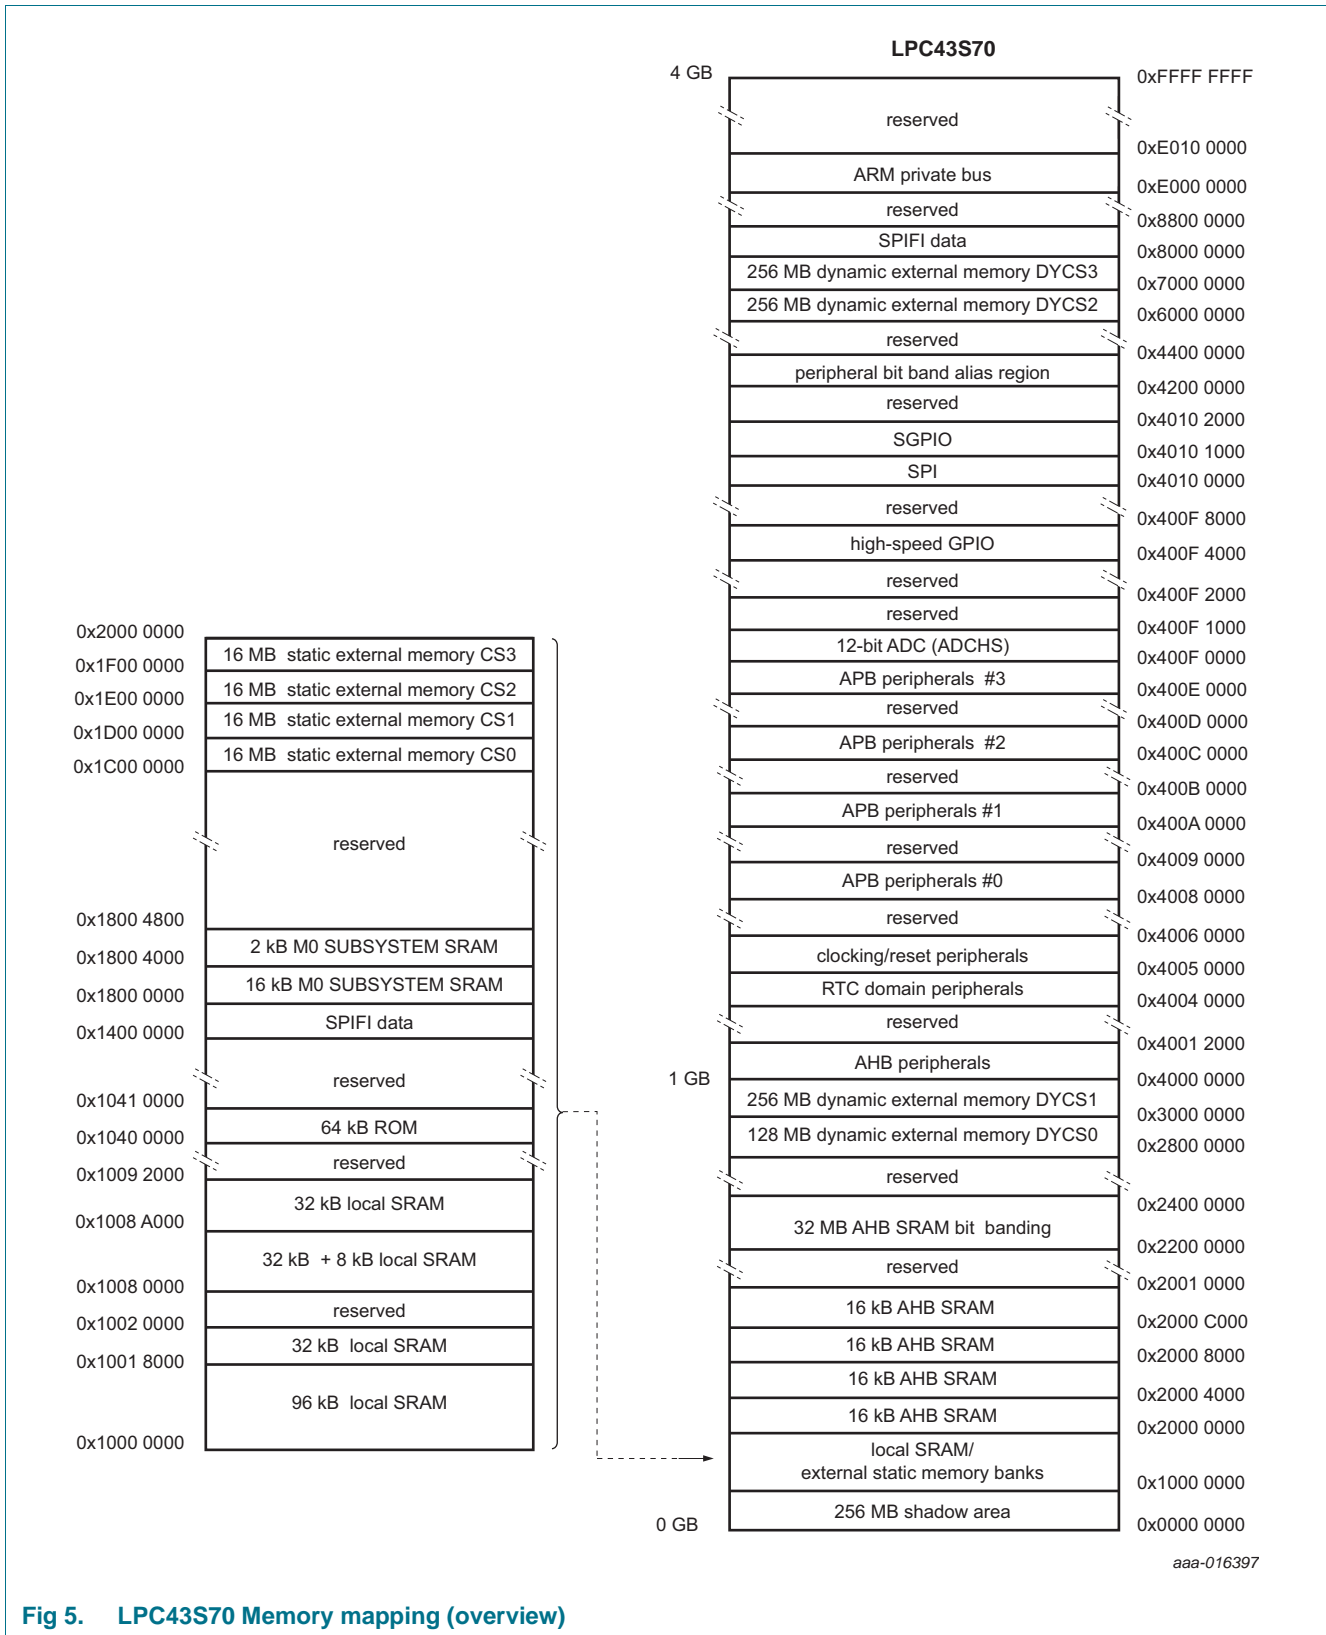 LPC43S70
4 GB
0xFFFF FFFF
reserved
0xE010 0000
ARM private bus
0xE000 0000
reserved
0x8800 0000
SPIFI data
0x8000 0000
256 MB dynamic external memory DYCS3
0x7000 0000
256 MB dynamic external memory DYCS2
0x6000 0000
reserved
0x4400 0000
peripheral bit band alias region
0x4200 0000
reserved
0x4010 2000
SGPIO
0x4010 1000
SPI
0x4010 0000
reserved
0x400F 8000
high-speed GPIO
0x400F 4000
reserved
0x400F 2000
reserved
0x400F 1000
12-bit ADC (ADCHS)
0x400F 0000
APB peripherals #3
0x400E 0000
reserved
0x400D 0000
APB peripherals #2
0x400C 0000
reserved
0x400B 0000
APB peripherals #1
0x400A 0000
reserved
0x4009 0000
APB peripherals #0
0x4008 0000
reserved
0x4006 0000
clocking/reset peripherals
0x4005 0000
RTC domain peripherals
0x4004 0000
reserved
0x4001 2000
AHB peripherals
1 GB
0x4000 0000
256 MB dynamic external memory DYCS1
0x3000 0000
128 MB dynamic external memory DYCS0
0x2800 0000
reserved
0x2400 0000
32 MB AHB SRAM bit banding
0x2200 0000
reserved
0x2001 0000
16 kB AHB SRAM
0x2000 C000
16 kB AHB SRAM
0x2000 8000
16 kB AHB SRAM
0x2000 4000
16 kB AHB SRAM
0x2000 0000
local SRAM/
external static memory banks
0x1000 0000
256 MB shadow area
0 GB
0x0000 0000
0x2000 0000
16 MB static external memory CS3
0x1F00 0000
16 MB static external memory CS2
0x1E00 0000
16 MB static external memory CS1
0x1D00 0000
16 MB static external memory CS0
0x1C00 0000
reserved
0x1800 4800
2 kB M0 SUBSYSTEM SRAM
0x1800 4000
16 kB M0 SUBSYSTEM SRAM
0x1800 0000
SPIFI data
0x1400 0000
reserved
0x1041 0000
64 kB ROM
0x1040 0000
reserved
0x1009 2000
32 kB local SRAM
0x1008 A000
32 kB + 8 kB local SRAM
0x1008 0000
reserved
0x1002 0000
32 kB local SRAM
0x1001 8000
96 kB local SRAM
0x1000 0000
aaa-016397
Fig 5. LPC43S70 Memory mapping (overview)